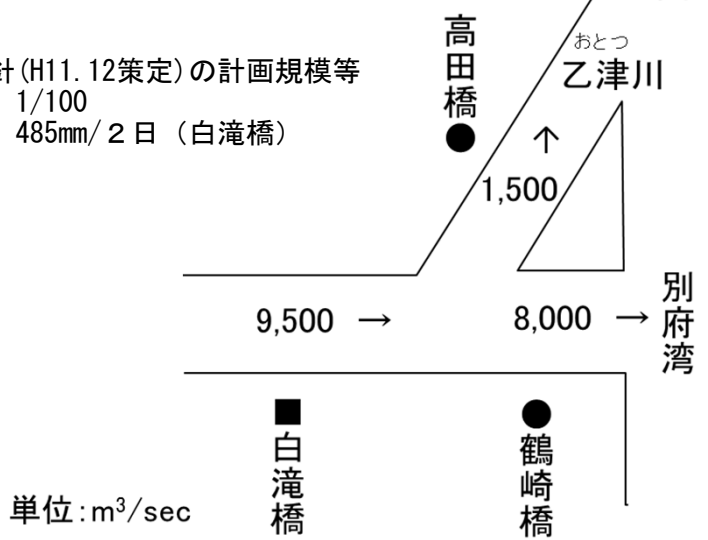 針(H11.12策定)の計画規模等
1/100
485mm/２日（白滝橋）
高田橋
おとつ
乙津川
↑
1,500
9,500 →
8,000 →
別府湾
白滝橋
鶴崎橋
単位:m³/sec